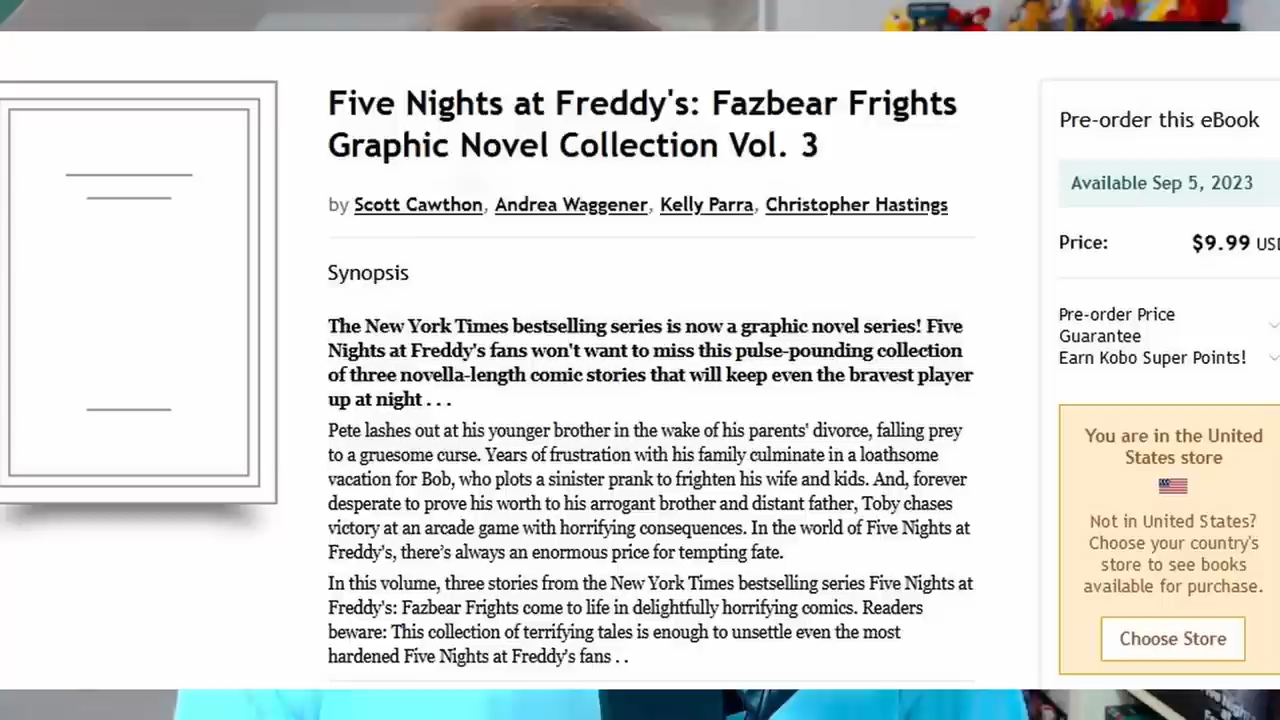 Five Nights at Freddy's: Fazbear Frights
Graphic Novel Collection Vol. 3
by Scott Cawthon, Andrea Waggener, Kelly Parra, Christopher Hastings
Synopsis
The New York Times bestselling series is now a graphic novel series! Five
Nights at Freddy's fans won't want to miss this pulse-pounding collection
of three novella-length comic stories that will keep even the bravest player
up at night . . .
Pete lashes out at his younger brother in the wake of his parents' divorce, falling prey
to a gruesome curse. Years of frustration with his family culminate in a loathsome
vacation for Bob, who plots a sinister prank to frighten his wife and kids. And, forever
desperate to prove his worth to his arrogant brother and distant father, Toby chases
victory at an arcade game with horrifying consequences. In the world of Five Nights at
Freddy's, there’s always an enormous price for tempting fate.
In this volume, three stories from the New York Times bestselling series Five Nights at
Freddy's: Fazbear Frights come to life in delightfully horrifying comics. Readers
beware: This collection of terrifying tales is enough to unsettle even the most
hardened Five Nights at Freddy's fans . .
Pre-order this eBook
Available Sep 5, 2023
Price: $9.99 USD
Pre-order Price
Guarantee
Earn Kobo Super Points!
You are in the United
States store
Not in United States?
Choose your country's
store to see books
available for purchase.
Choose Store